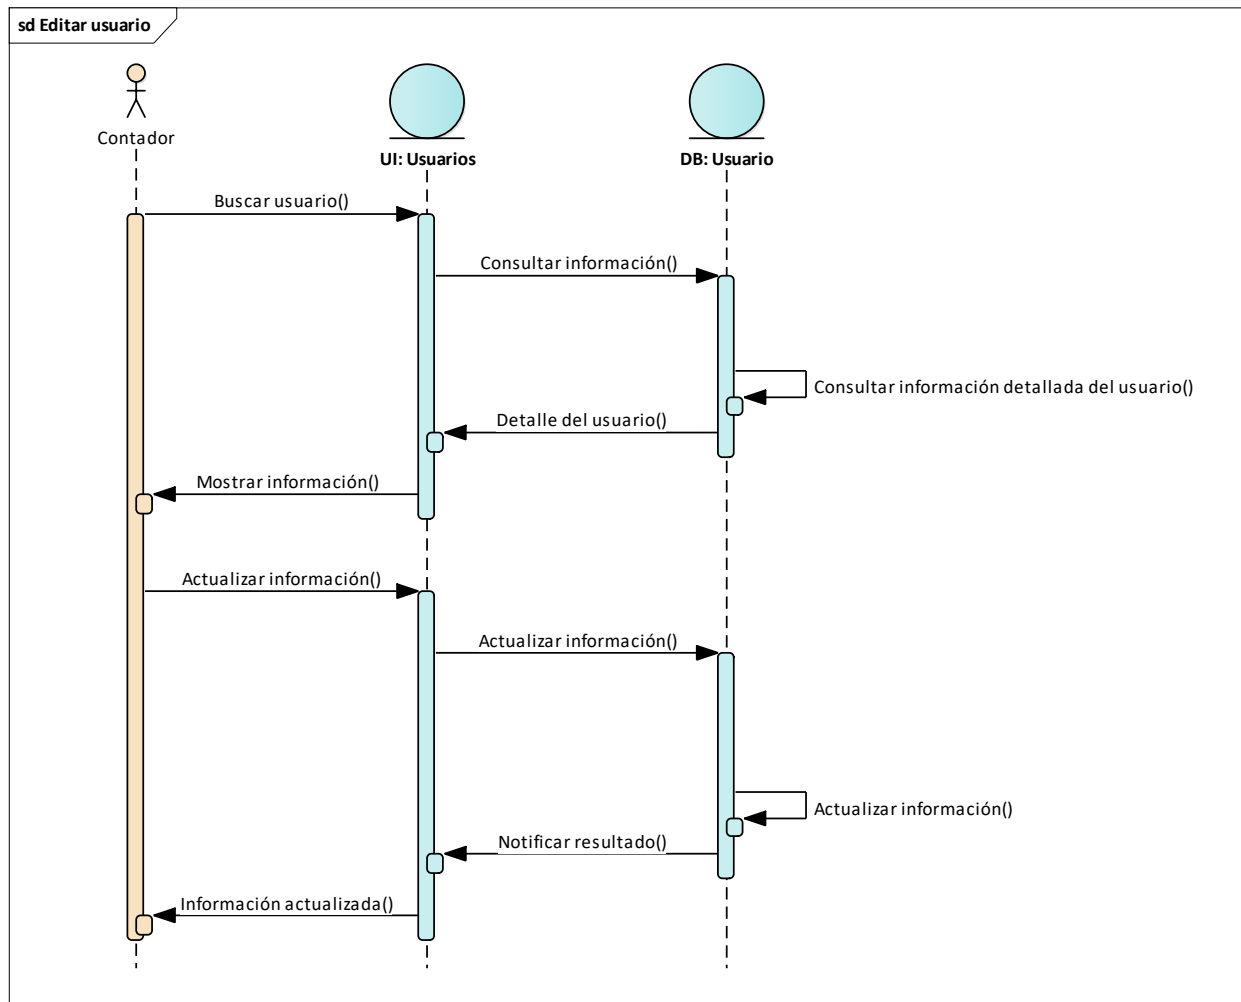 sd Editar usuario
Contador
UI: Usuarios
DB: Usuario
Buscar usuario()
Consultar información()
Consultar información detallada del usuario()
Detalle del usuario()
Mostrar información()
Actualizar información()
Actualizar información()
Actualizar información()
Notificar resultado()
Información actualizada()